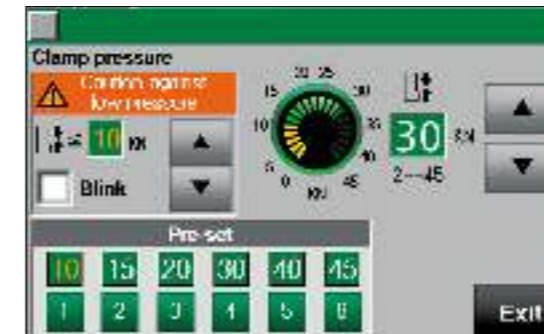 Clamp pressure
Caution against
low pressure
10 KN
Blink
0 5 10 15 20 25 30 35 40 45
KN
30 KN
2--45
Pre-set
10 15 20 30 40 45
1 2 3 4 5 6
Exit